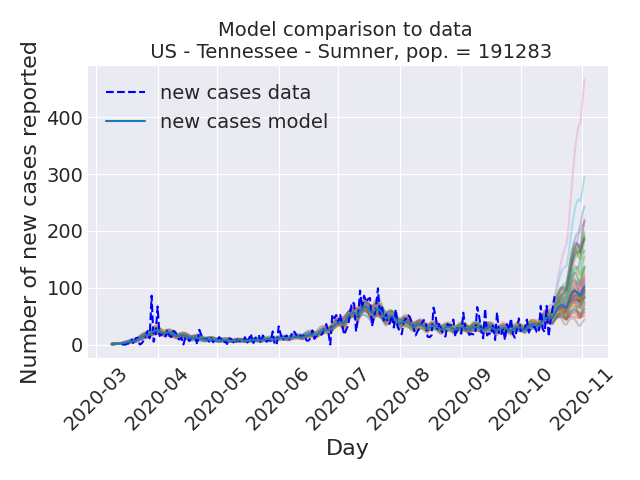 Model comparison to data
US - Tennessee - Sumner, pop. = 191283
Number of new cases reported
new cases data
new cases model
400
300
200
100
0
2020-03
2020-04
2020-05
2020-06
2020-07
2020-08
2020-09
2020-10
2020-11
Day